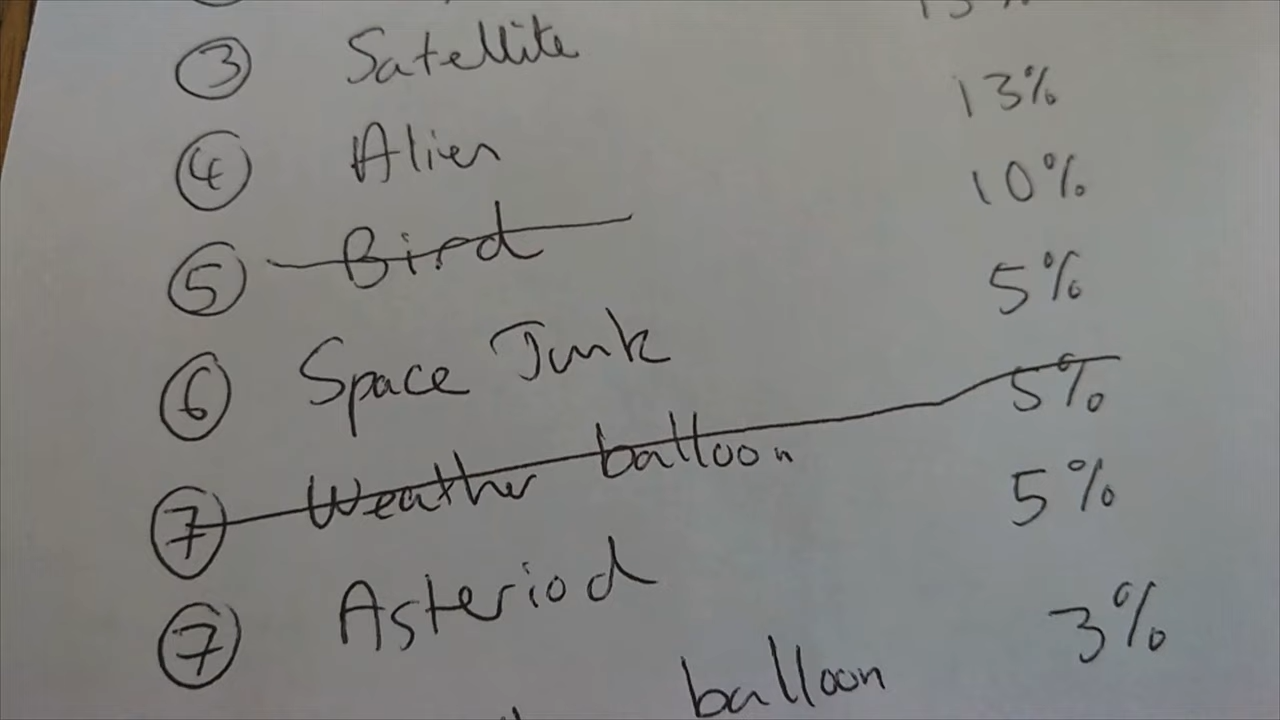 ③ Satellite
④ Alien 13%
⑤ Bird 10%
⑥ Space Junk 5%
⑦ Weather balloon 5%
⑦ Asteriod 5%
balloon 3%